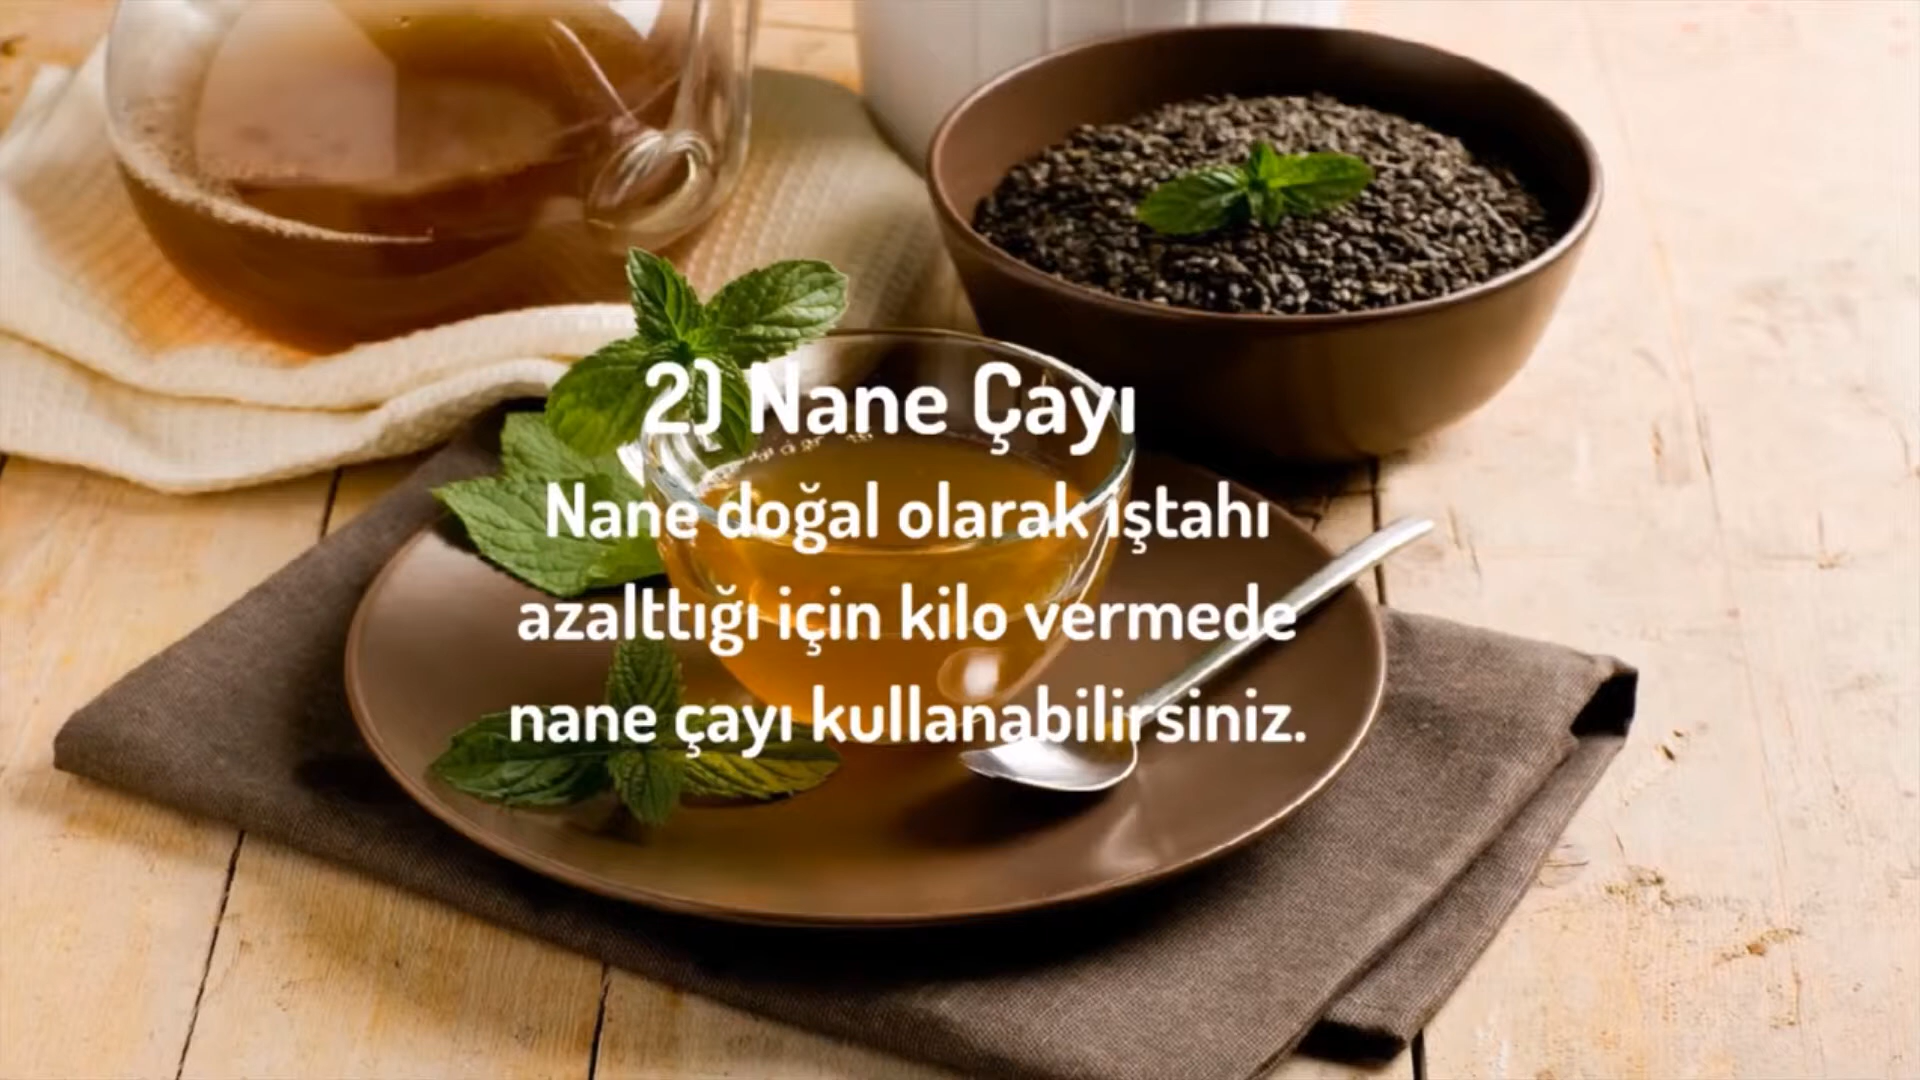 2) Nane Çayı
Nane doğal olarak iştahı
azalttığı için kilo vermede
nane çayı kullanabilirsiniz.